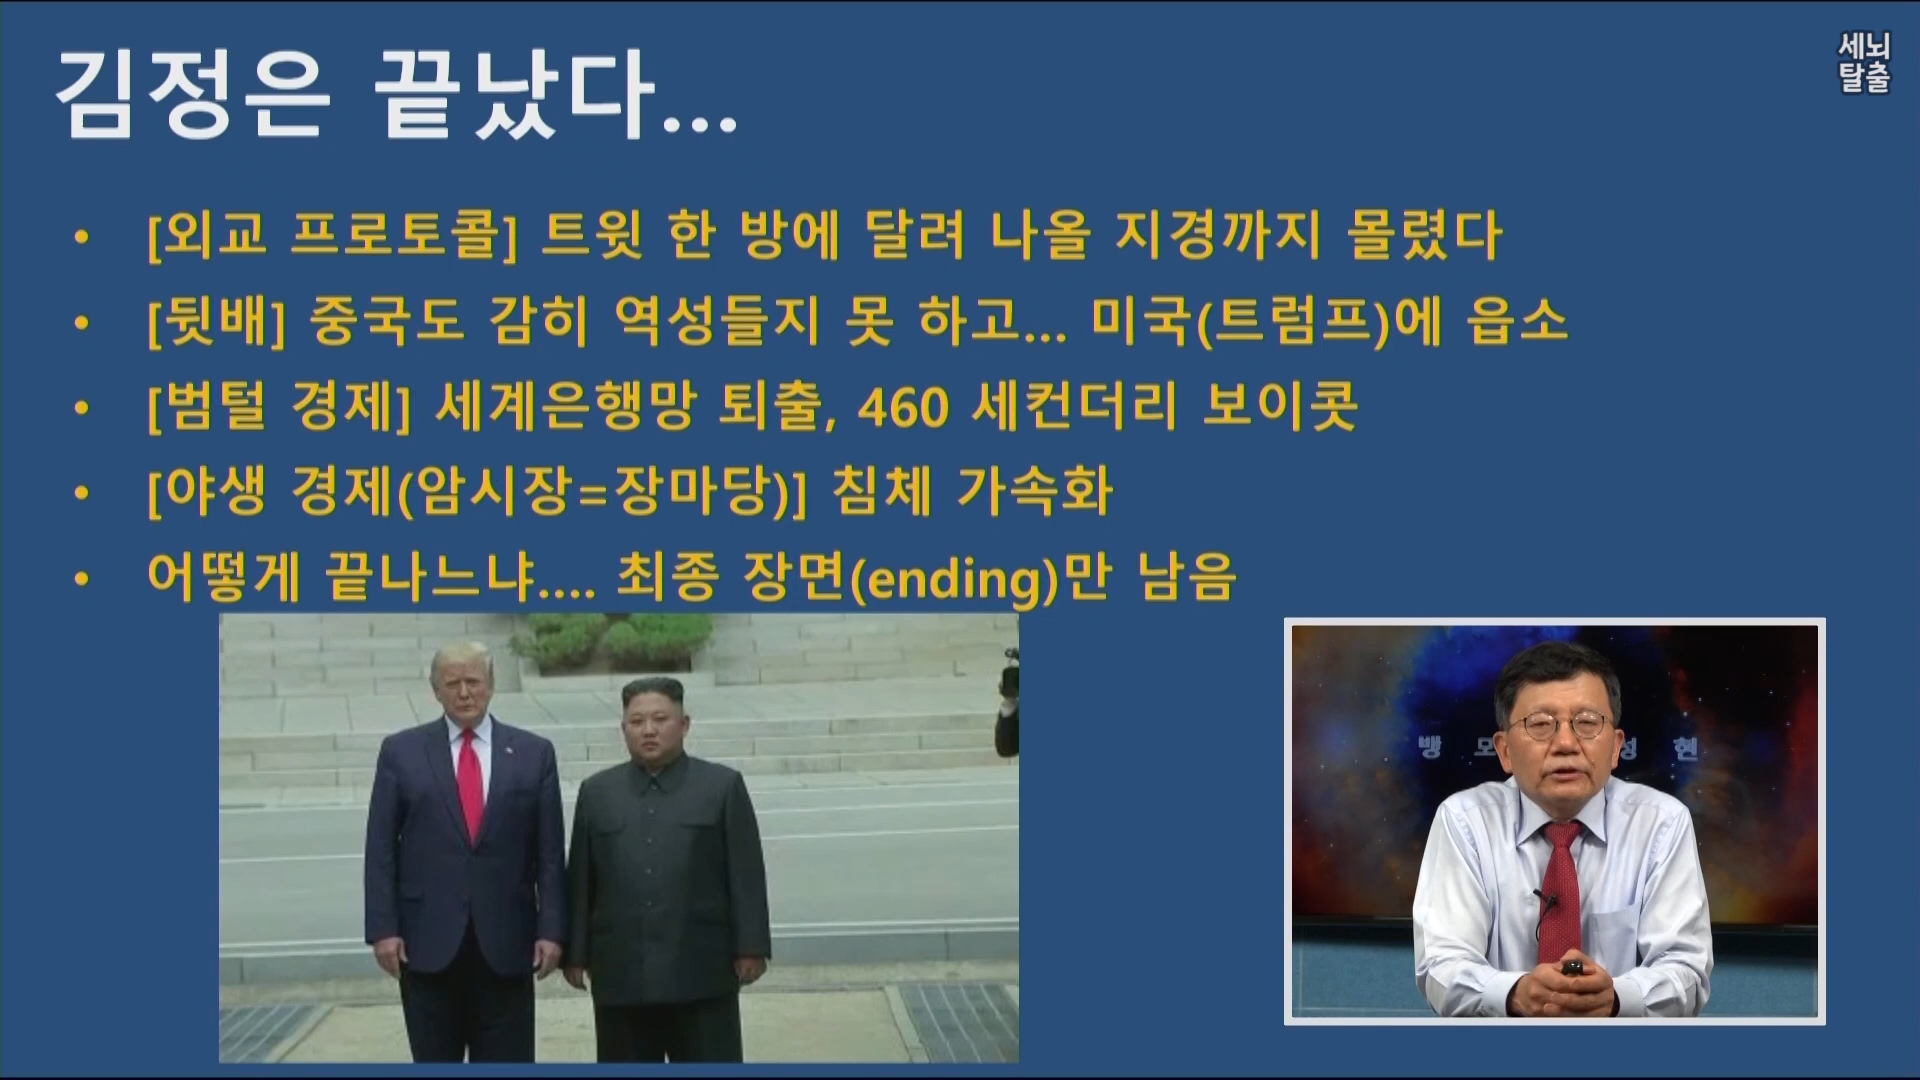 세뇌
탈출
김정은 끝났다...
• [외교 프로토콜] 트윗 한 방에 달려 나올 지경까지 몰렸다
• [뒷배] 중국도 감히 역성들지 못 하고... 미국(트럼프)에 읍소
• [범털 경제] 세계은행망 퇴출, 460 세컨더리 보이콧
• [야생 경제(암시장=장마당)] 침체 가속화
• 어떻게 끝나느냐.... 최종 장면(ending)만 남음
뱅 모 성 헨